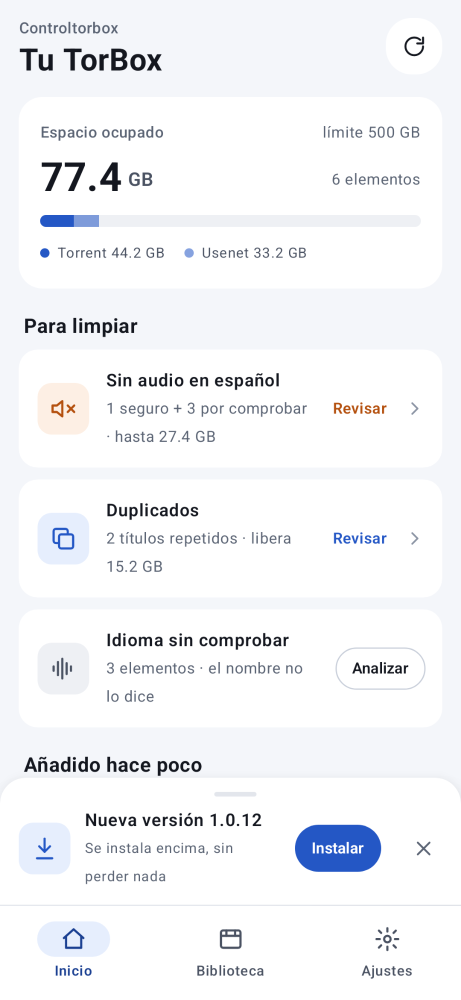 Controltorbox
Tu TorBox
Espacio ocupado
límite 500 GB
77.4 GB
6 elementos
Torrent 44.2 GB
Usenet 33.2 GB
Para limpiar
Sin audio en español
1 seguro + 3 por comprobar
· hasta 27.4 GB
Revisar
Duplicados
2 títulos repetidos · libera
15.2 GB
Revisar
Idioma sin comprobar
3 elementos · el nombre no
lo dice
Analizar
Añadido hace poco
Nueva versión 1.0.12
Se instala encima, sin
perder nada
Instalar
Inicio
Biblioteca
Ajustes